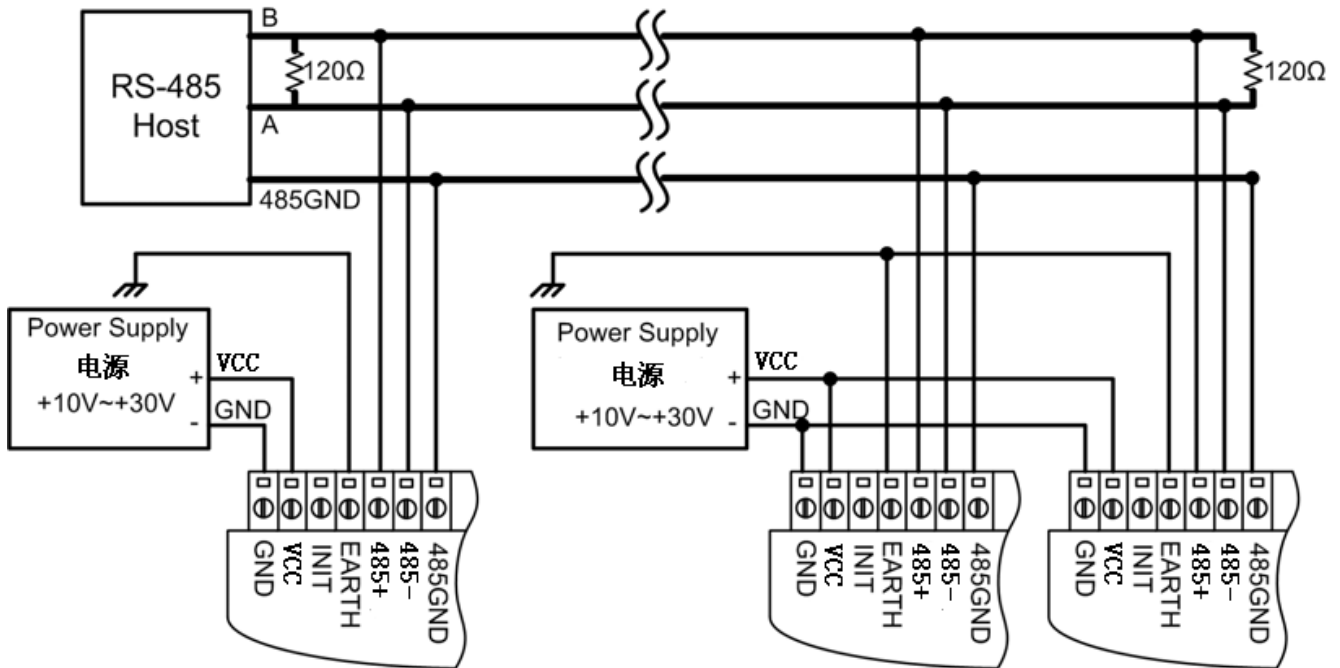 B
120Ω
120Ω
RS-485
Host
A
485GND
Power Supply
电源
+10V~+30V
+
-
VCC
GND
Power Supply
电源
+10V~+30V
+
-
VCC
GND
GND
VCC
INIT
EARTH
485+
485-
485GND
GND
VCC
INIT
EARTH
485+
485-
485GND
GND
VCC
INIT
EARTH
485+
485-
485GND